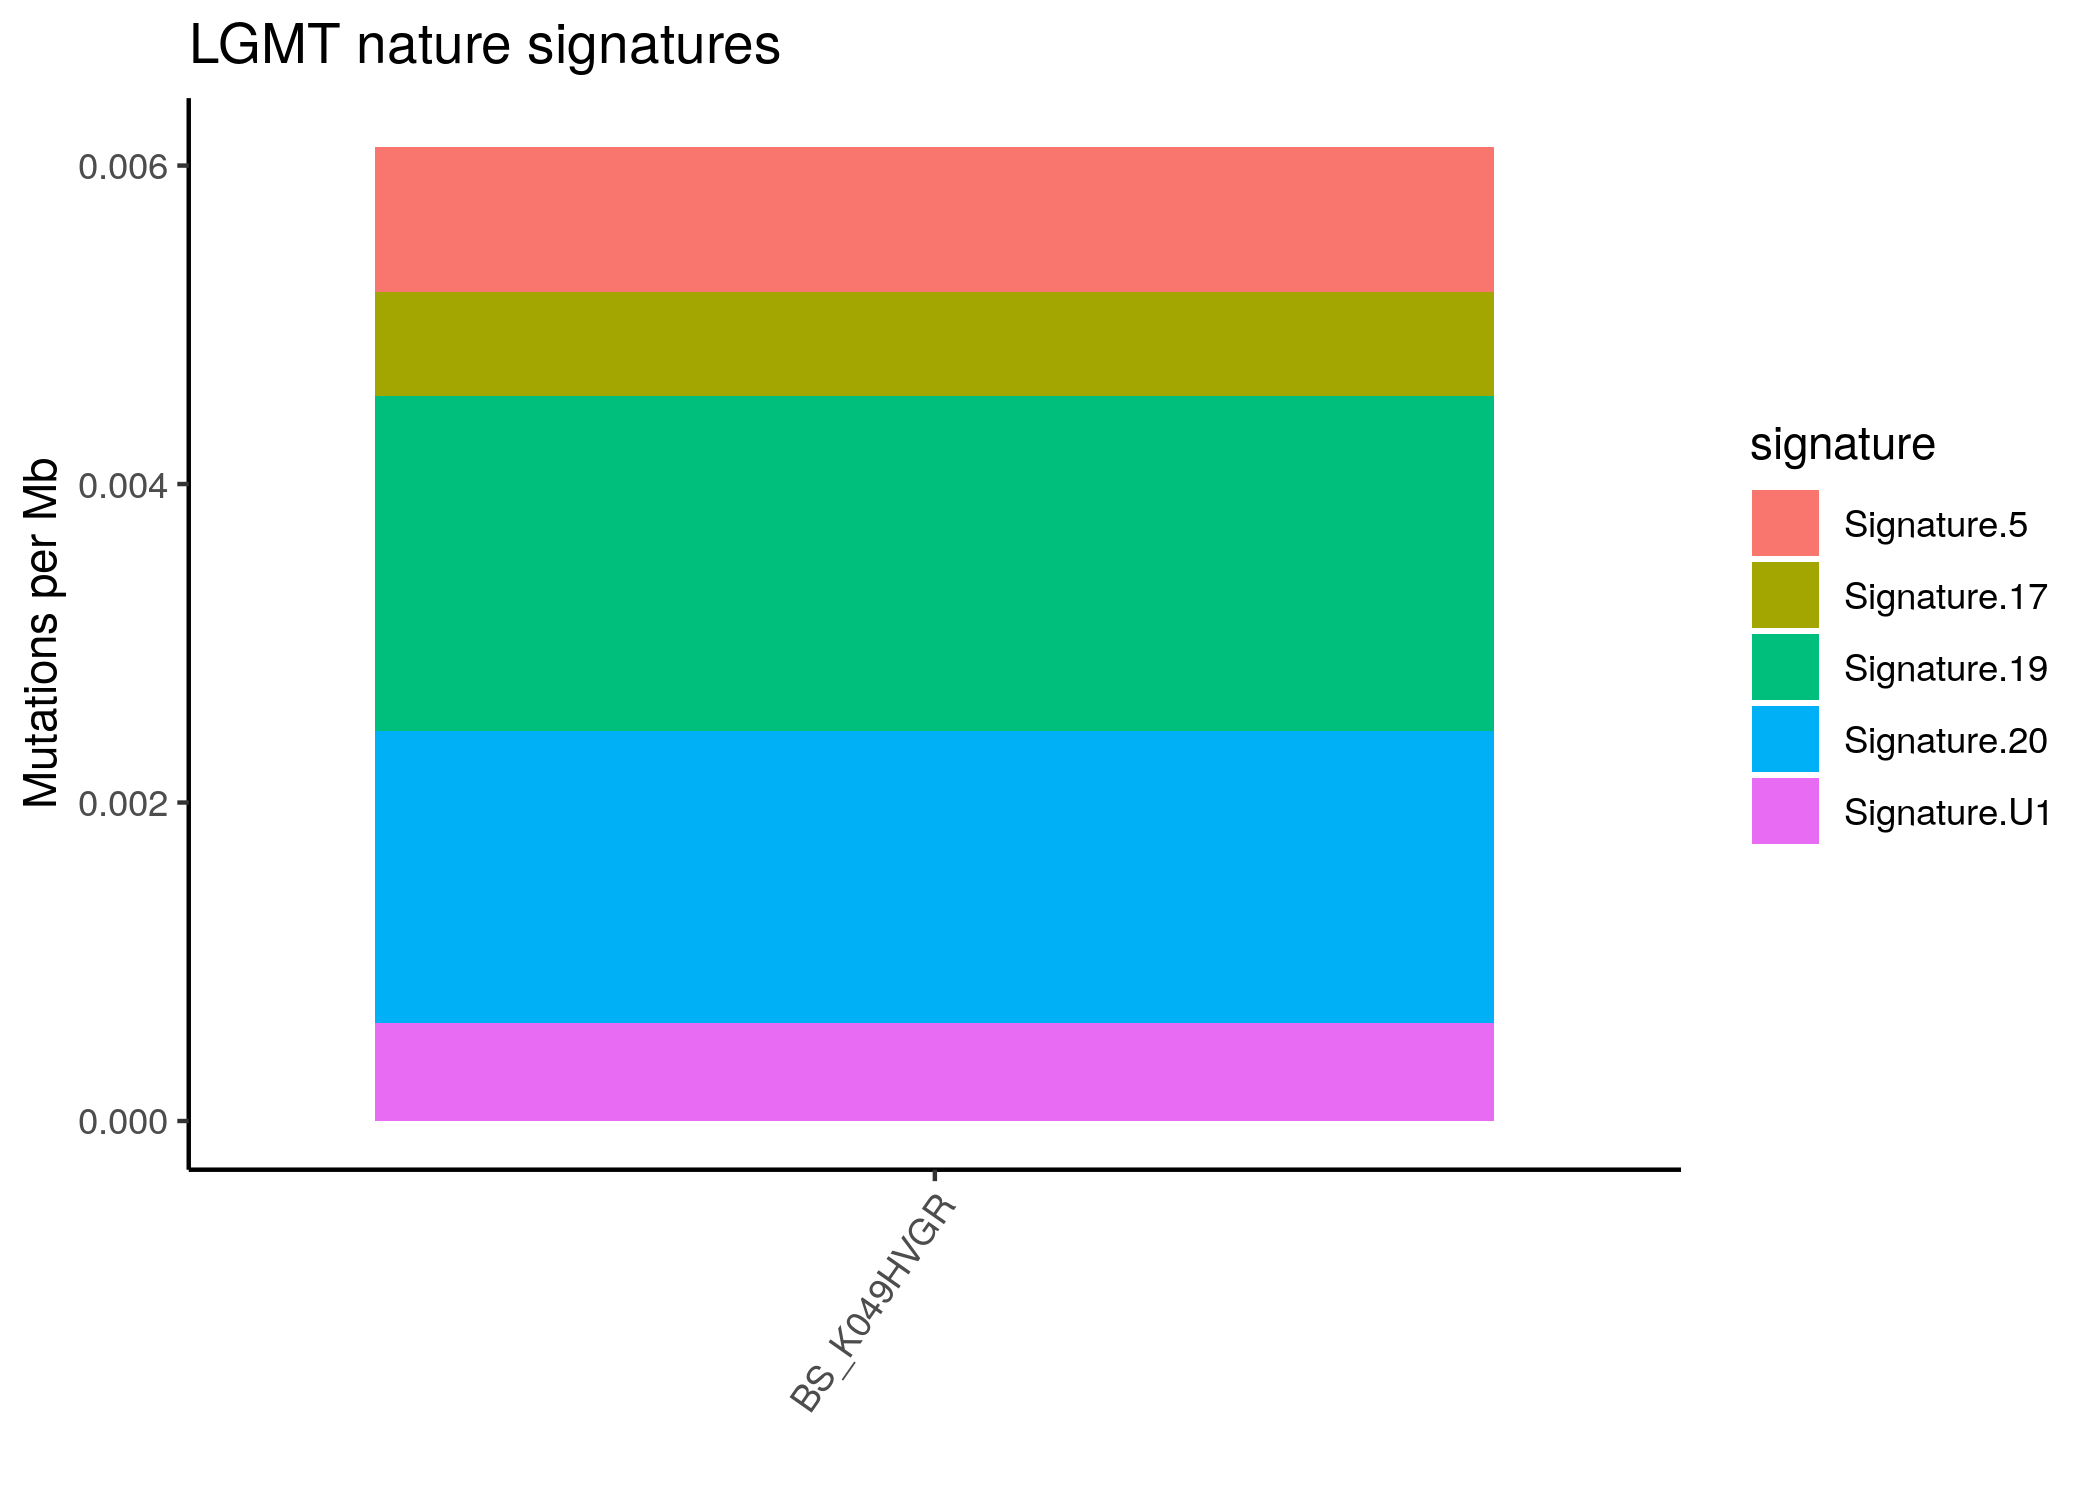 LGMT nature signatures
Mutations per Mb
0.006
0.004
0.002
0.000
BS_K049HVGR
signature
Signature.5
Signature.17
Signature.19
Signature.20
Signature.U1